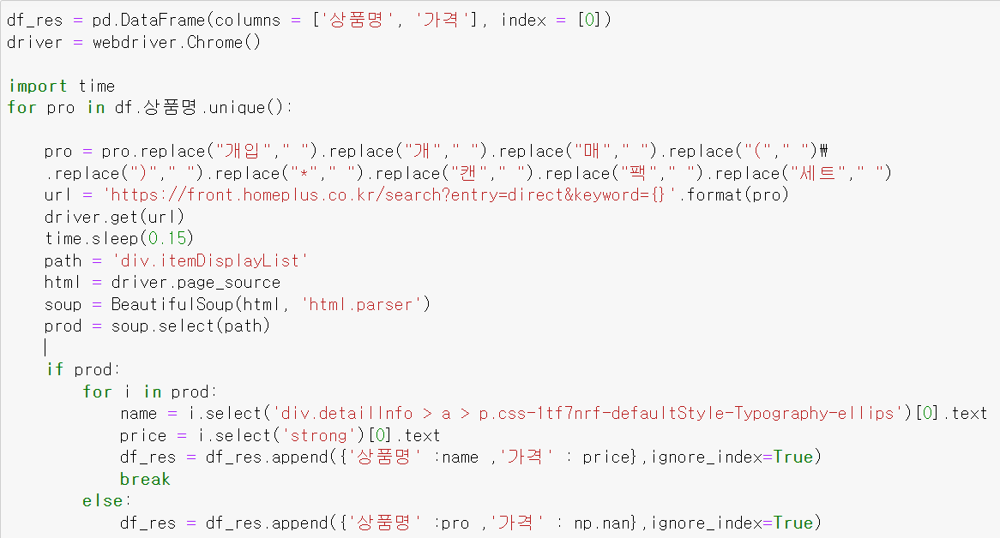 df_res = pd.DataFrame(columns = ['상품명', '가격'], index = [0])
driver = webdriver.Chrome()
import time
for pro in df.상품명.unique():
pro = pro.replace("개입"," ").replace("개"," ").replace("매"," ").replace("("," ")₩
.replace(")"," ").replace("*"," ").replace("캔"," ").replace("팩"," ").replace("세트"," ")
url = 'https://front.homeplus.co.kr/search?entry=direct&keyword={}'.format(pro)
driver.get(url)
time.sleep(0.15)
path = 'div.itemDisplayList'
html = driver.page_source
soup = BeautifulSoup(html, 'html.parser')
prod = soup.select(path)
if prod:
for i in prod:
name = i.select('div.detailInfo > a > p.css-1tf7nrf-defaultStyle-Typography-ellips')[0].text
price = i.select('strong')[0].text
df_res = df_res.append({'상품명' :name ,'가격' : price},ignore_index=True)
break
else:
df_res = df_res.append({'상품명' :pro ,'가격' : np.nan},ignore_index=True)